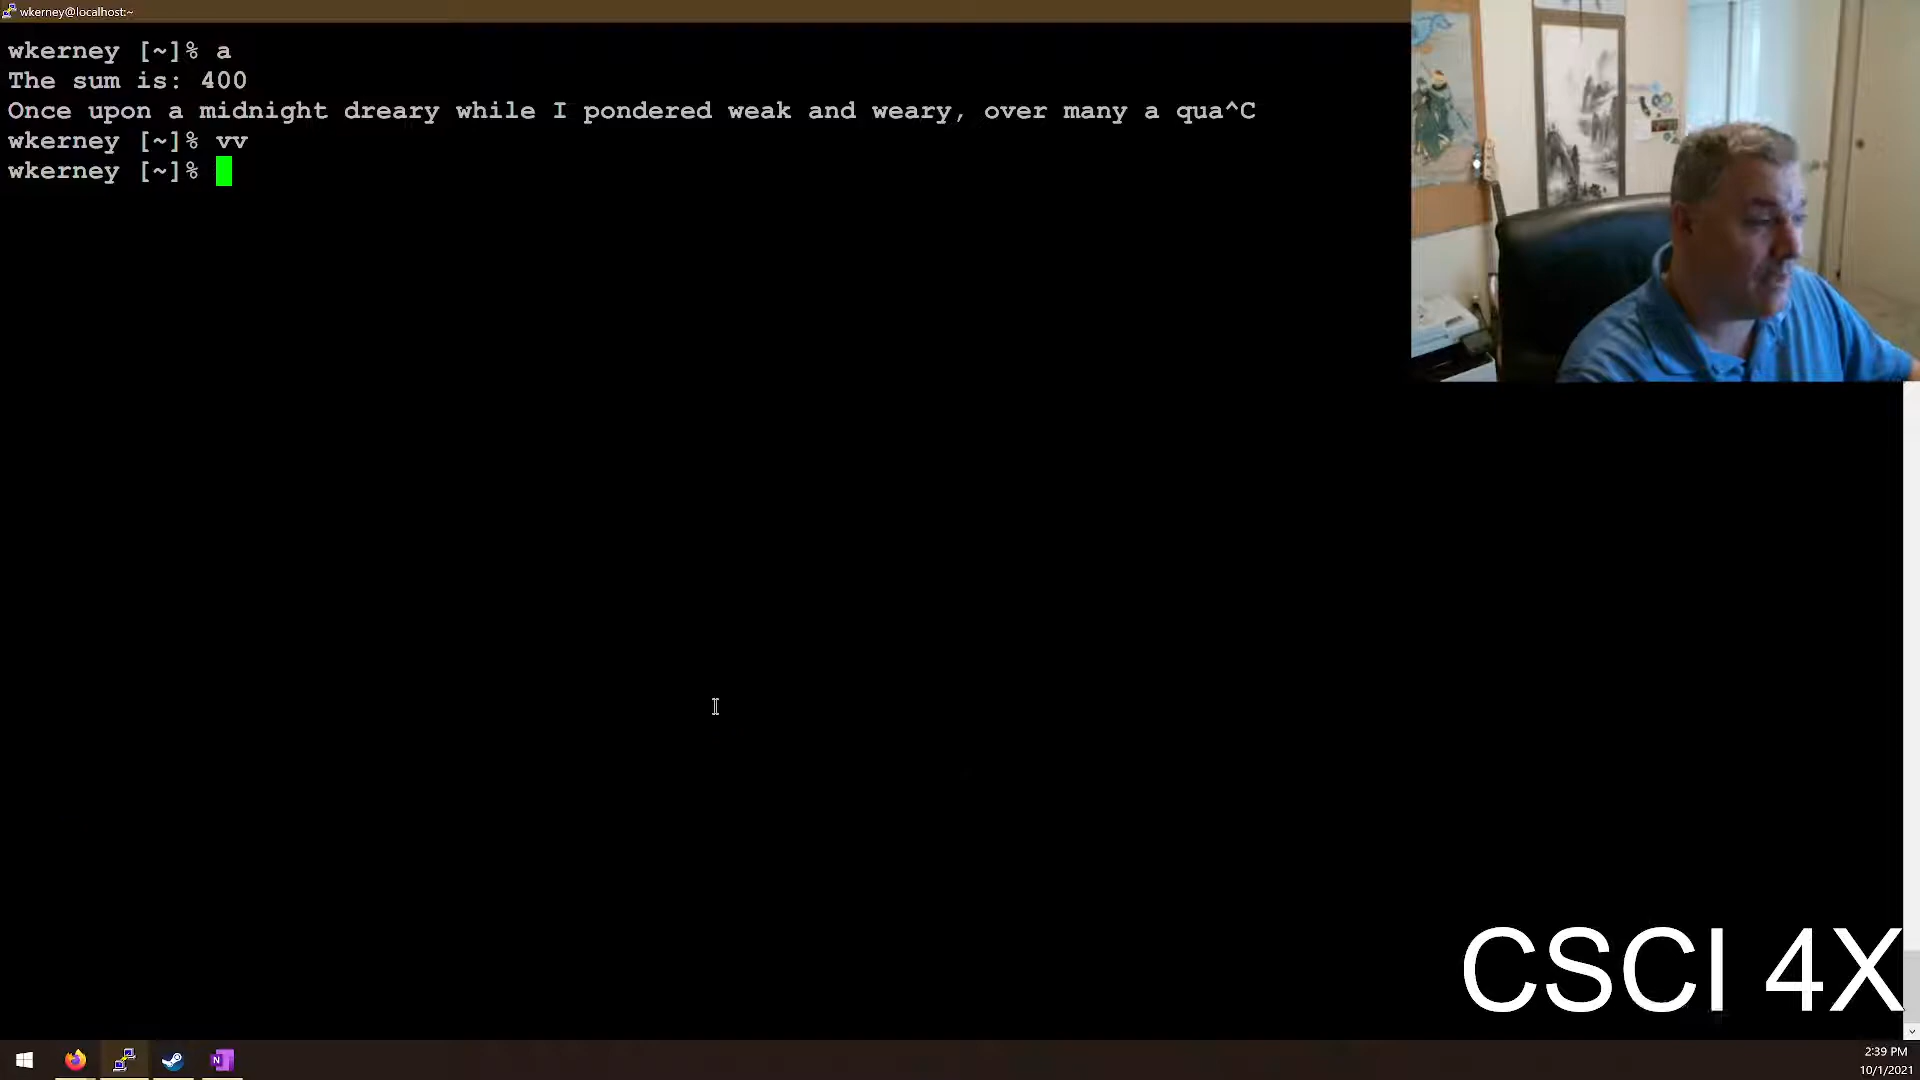 wkerney@localhost:~
wkerney [~]% a
The sum is: 400
Once upon a midnight dreary while I pondered weak and weary, over many a qua^C
wkerney [~]% vv
wkerney [~]%
CSCI 4X
N
2:39 PM
10/1/2021